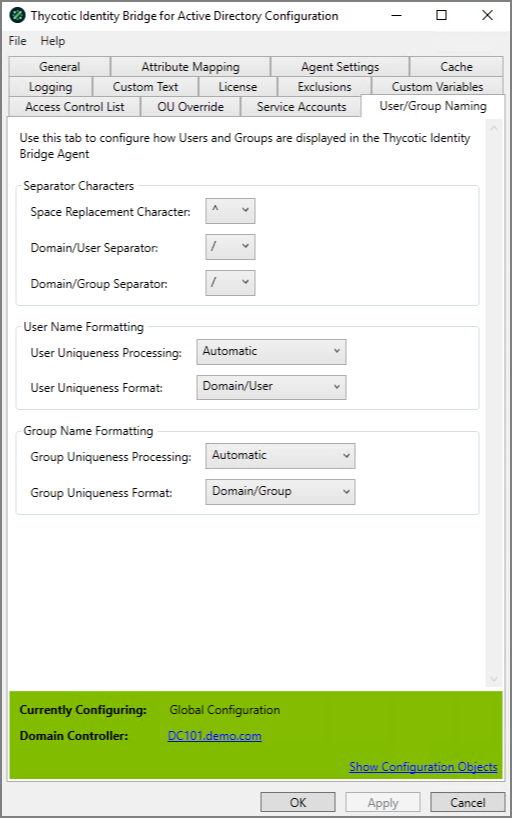 Thycotic Identity Bridge for Active Directory Configuration
File Help
General Attribute Mapping Agent Settings Cache
Logging Custom Text License Exclusions Custom Variables
Access Control List OU Override Service Accounts User/Group Naming
Use this tab to configure how Users and Groups are displayed in the Thycotic Identity
Bridge Agent
Separator Characters
Space Replacement Character: ^
Domain/User Separator: /
Domain/Group Separator: /
User Name Formatting
User Uniqueness Processing: Automatic
User Uniqueness Format: Domain/User
Group Name Formatting
Group Uniqueness Processing: Automatic
Group Uniqueness Format: Domain/Group
Currently Configuring: Global Configuration
Domain Controller: DC101.demo.com
Show Configuration Objects
OK Apply Cancel